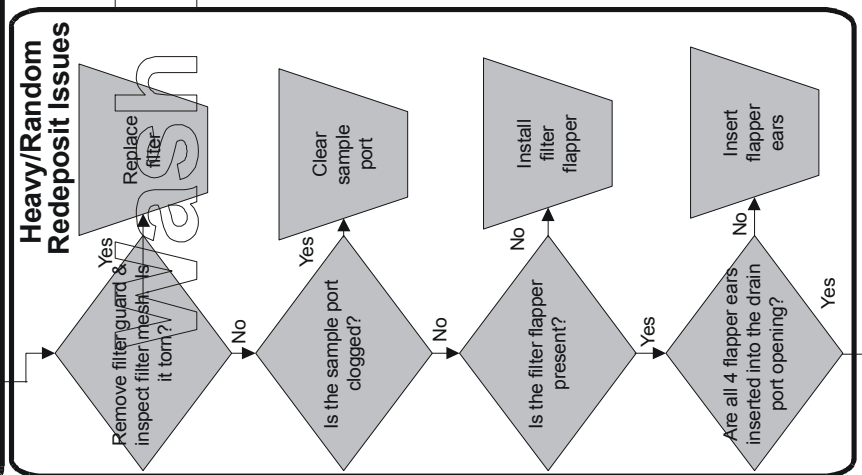 Heavy/Random
Redeposit Issues
Wash
Remove filter guard &
inspect filter mesh. Is
it torn?
Yes
Replace
filter
No
Is the sample port
clogged?
Yes
Clear
sample
port
No
Is the filter flapper
present?
No
Install
filter
flapper
Yes
Are all 4 flapper ears
inserted into the drain
port opening?
No
Insert
flapper
ears
Yes